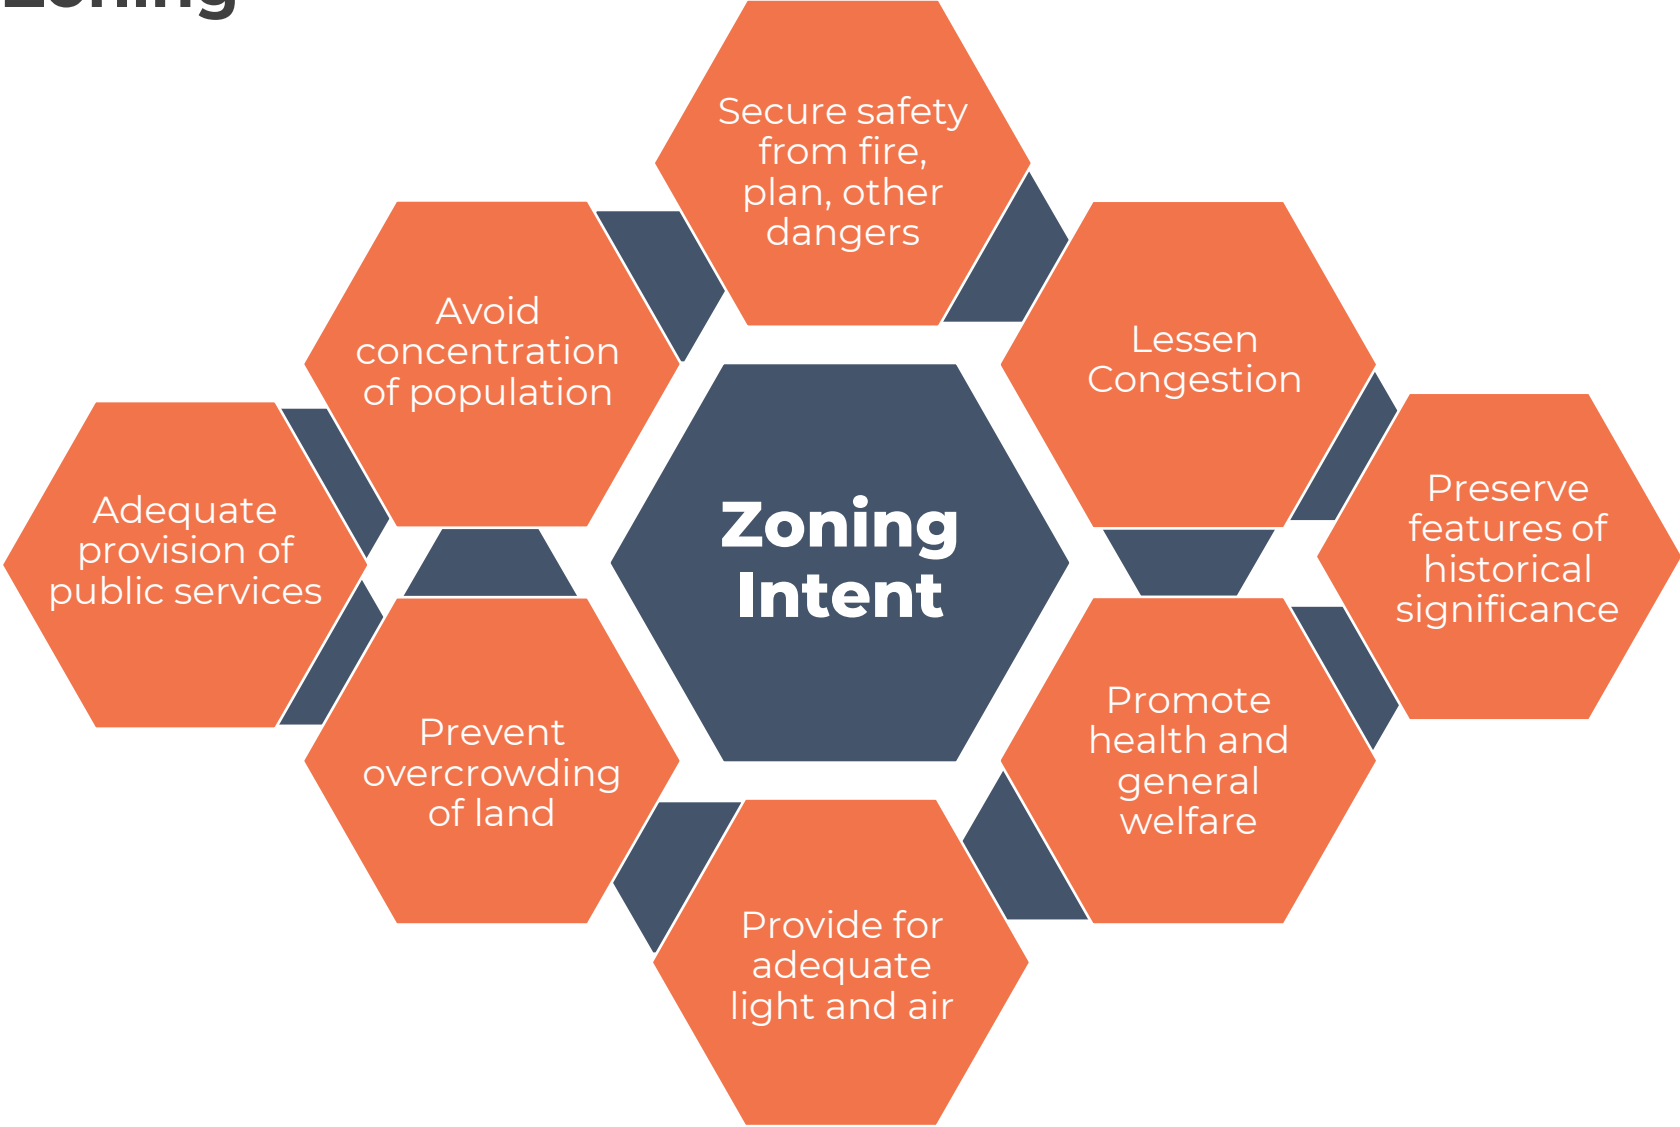 Zoning
Secure safety
from fire,
plan, other
dangers
Avoid
concentration
of population
Lessen
Congestion
Adequate
provision of
public services
Zoning
Intent
Preserve
features of
historical
significance
Prevent
overcrowding
of land
Promote
health and
general
welfare
Provide for
adequate
light and air